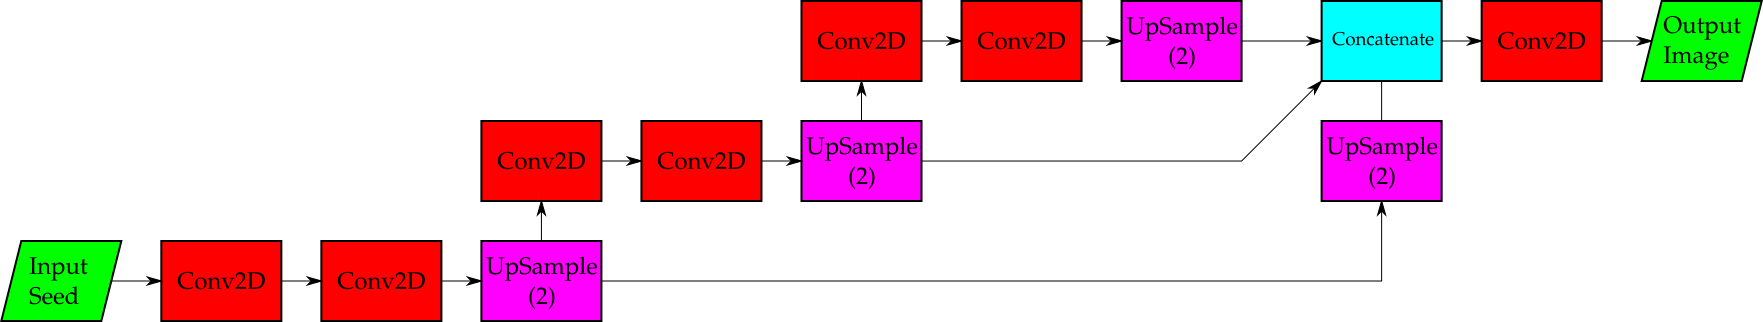 Conv2D
Conv2D
UpSample
(2)
Concatenate
Conv2D
Output
Image
Conv2D
Conv2D
UpSample
(2)
UpSample
(2)
Input
Seed
Conv2D
Conv2D
UpSample
(2)